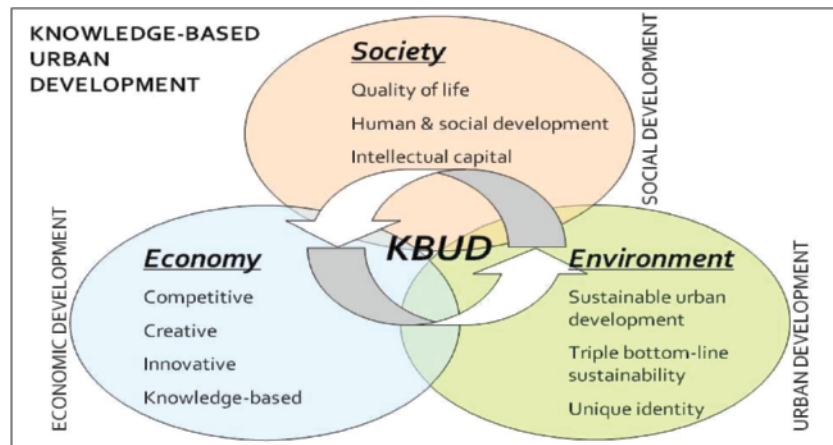 KNOWLEDGE-BASED
URBAN
DEVELOPMENT
Society
Quality of life
Human & social development
Intellectual capital
SOCIAL DEVELOPMENT
KBUD
ECONOMIC DEVELOPMENT
Economy
Competitive
Creative
Innovative
Knowledge-based
Environment
Sustainable urban
development
Triple bottom-line
sustainability
Unique identity
URBAN DEVELOPMENT